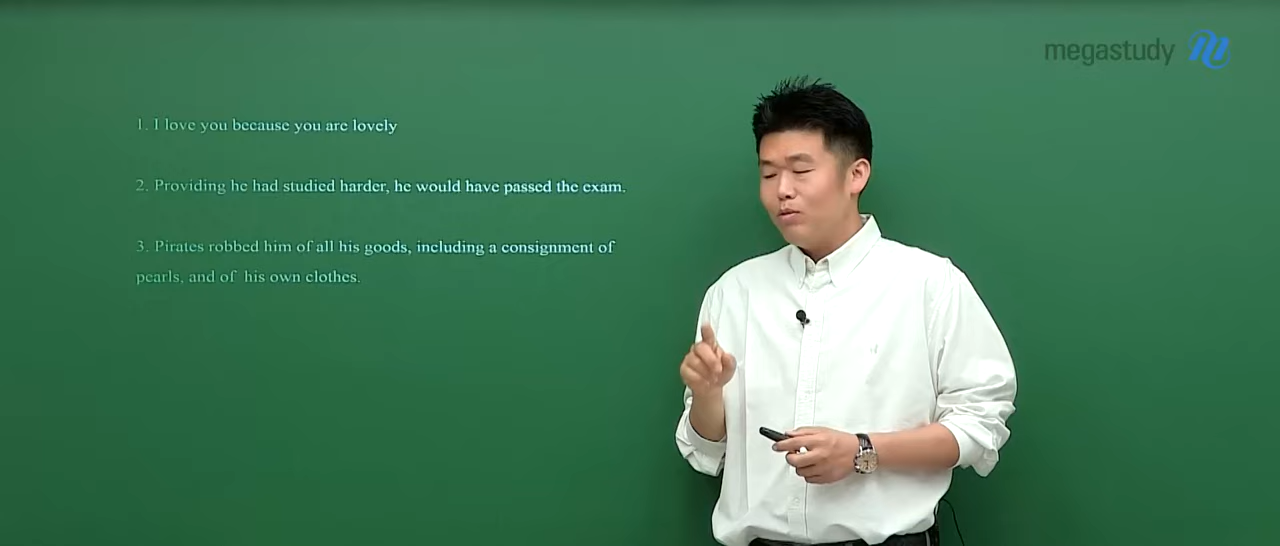 megastudy
1. I love you because you are lovely
2. Providing he had studied harder, he would have passed the exam.
3. Pirates robbed him of all his goods, including a consignment of
pearls, and of his own clothes.